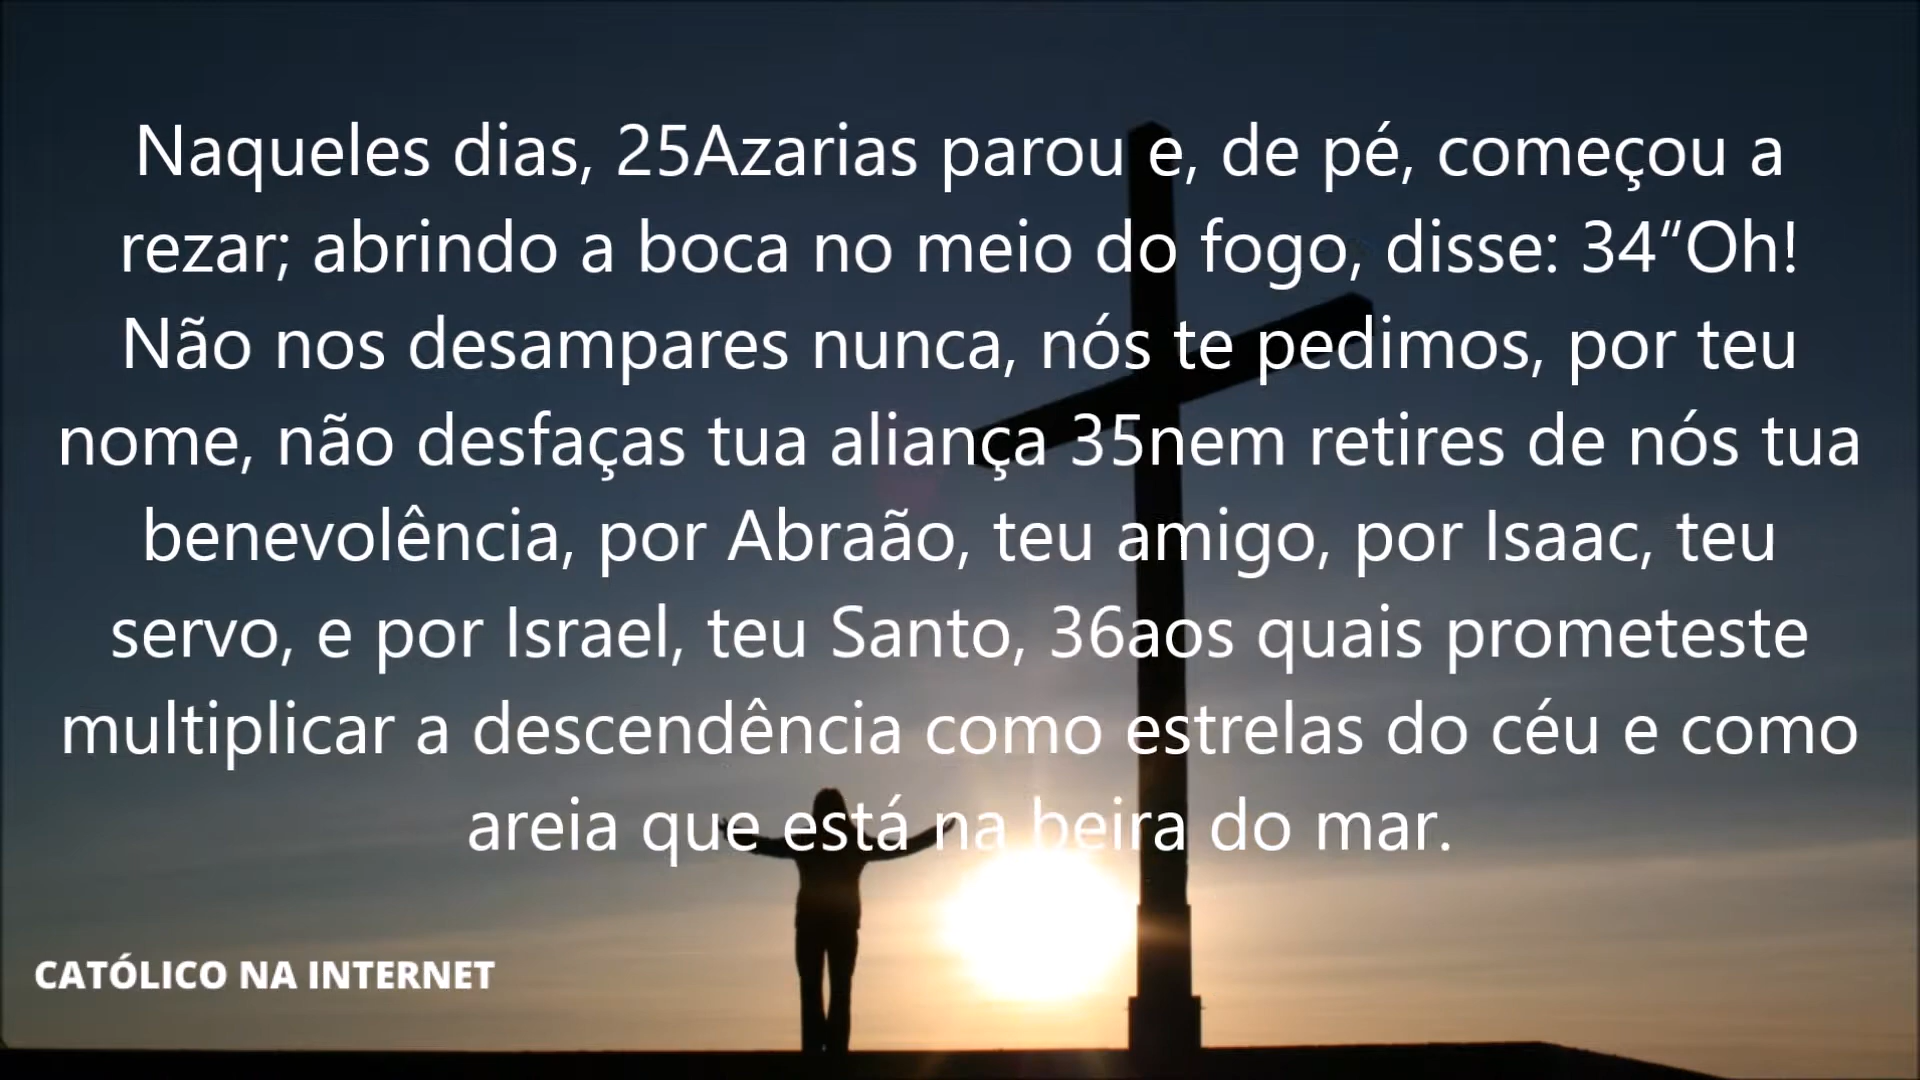 Naqueles dias, 25Azarias parou e, de pé, começou a
rezar; abrindo a boca no meio do fogo, disse: 34“Oh!
Não nos desampares nunca, nós te pedimos, por teu
nome, não desfaças tua aliança 35nem retires de nós tua
benevolência, por Abraão, teu amigo, por Isaac, teu
servo, e por Israel, teu Santo, 36aos quais prometeste
multiplicar a descendência como estrelas do céu e como
areia que está na beira do mar.
CATÓLICO NA INTERNET